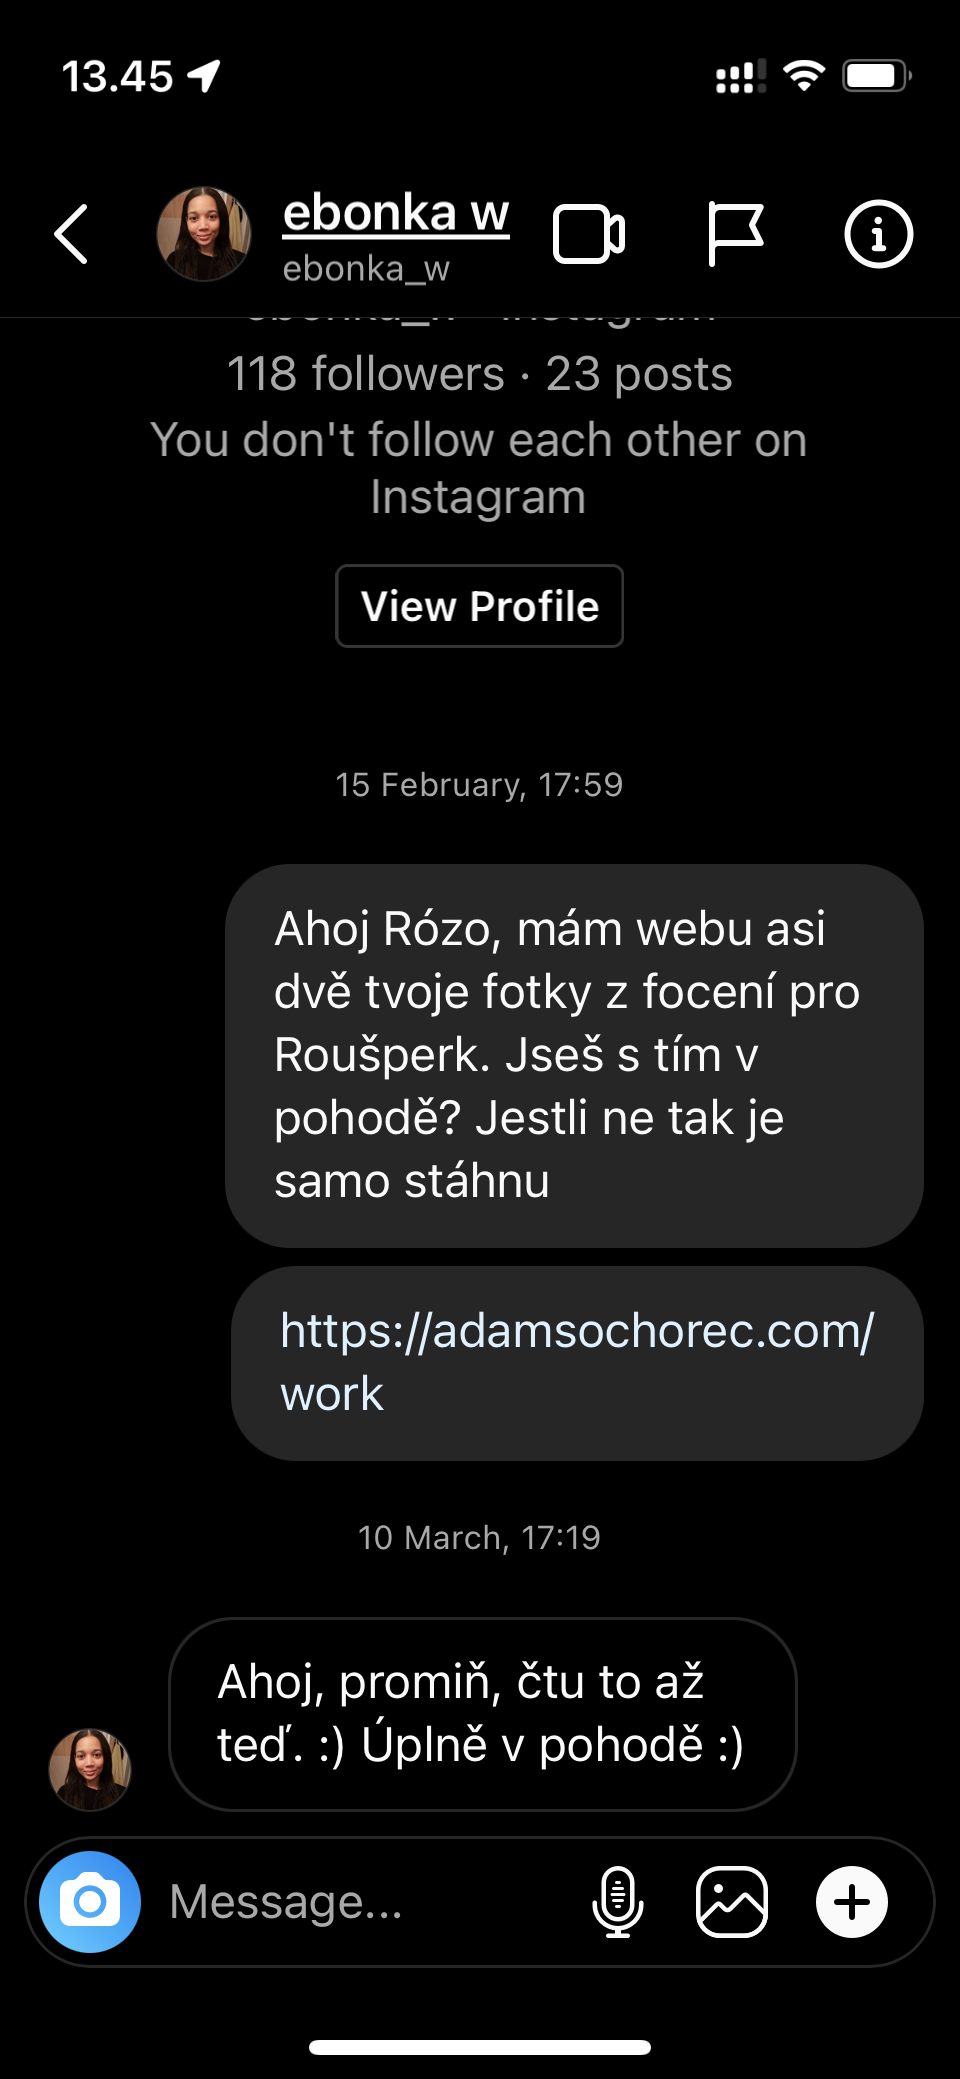 13.45
ebonka w
ebonka_w
118 followers · 23 posts
You don't follow each other on
Instagram
View Profile
15 February, 17:59
Ahoj Rózo, mám webu asi
dvě tvoje fotky z focení pro
Roušperk. Jseš s tím v
pohodě? Jestli ne tak je
samo stáhnu
https://adamsochorec.com/
work
10 March, 17:19
Ahoj, promiň, čtu to až
teď. :) Úplně v pohodě :)
Message...